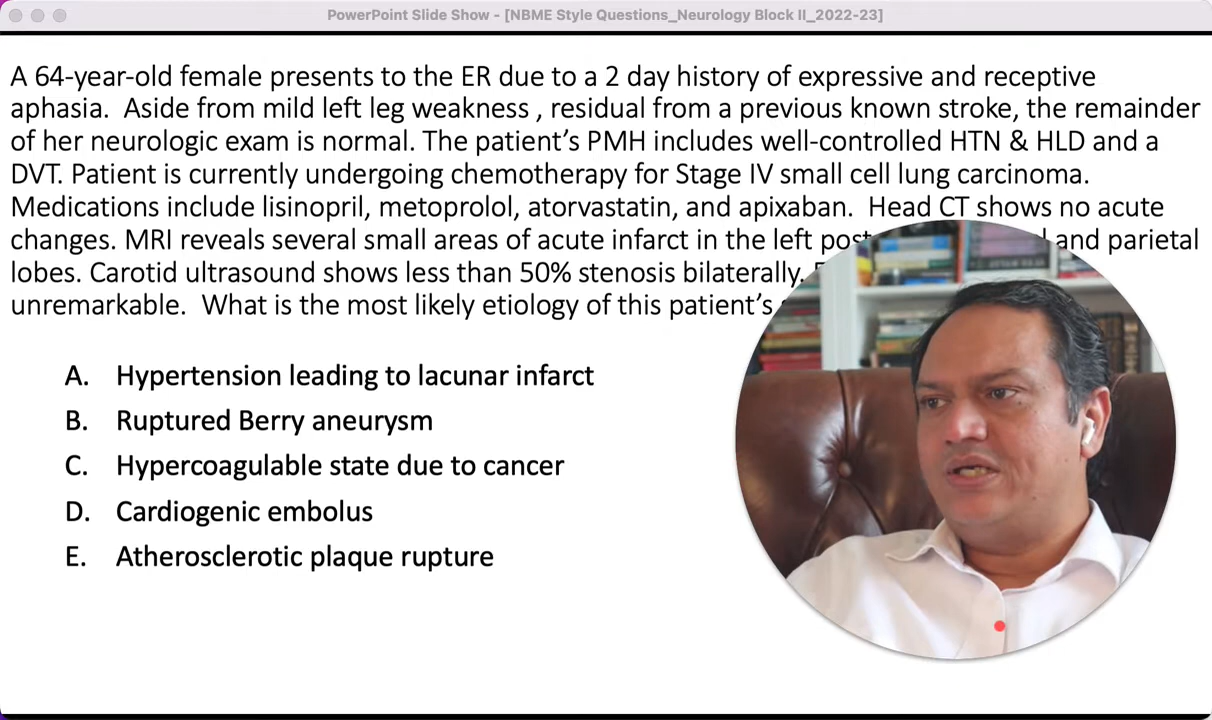 PowerPoint Slide Show - [NBME Style Questions_Neurology Block II_2022-23]
A 64-year-old female presents to the ER due to a 2 day history of expressive and receptive
aphasia. Aside from mild left leg weakness , residual from a previous known stroke, the remainder
of her neurologic exam is normal. The patient’s PMH includes well-controlled HTN & HLD and a
DVT. Patient is currently undergoing chemotherapy for Stage IV small cell lung carcinoma.
Medications include lisinopril, metoprolol, atorvastatin, and apixaban. Head CT shows no acute
changes. MRI reveals several small areas of acute infarct in the left and parietal
lobes. Carotid ultrasound shows less than 50% stenosis bilaterally.
unremarkable. What is the most likely etiology of this patient’s
A. Hypertension leading to lacunar infarct
B. Ruptured Berry aneurysm
C. Hypercoagulable state due to cancer
D. Cardiogenic embolus
E. Atherosclerotic plaque rupture